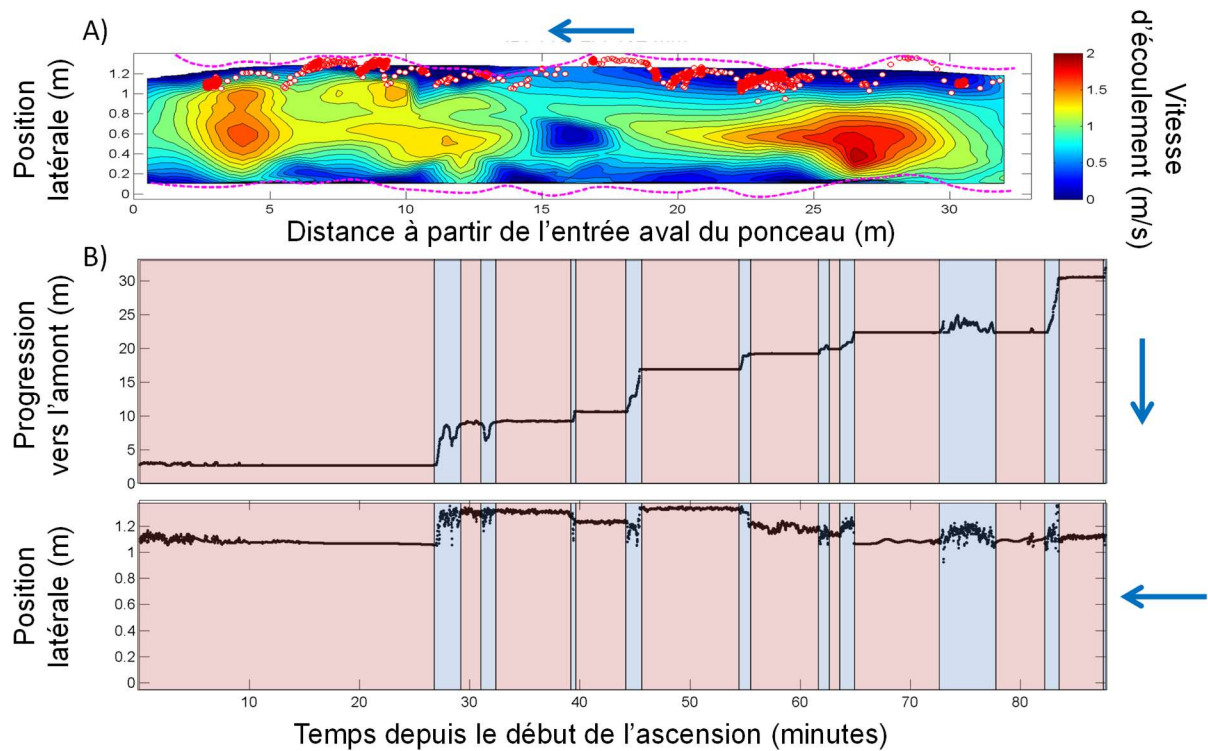 A)
Position
latérale (m)
1.2
1
0.8
0.6
0.4
0.2
0
0 5 10 15 20 25 30
Distance à partir de l'entrée aval du ponceau (m)
2
1.5
1
0.5
0
Vitesse
d'écoulement (m/s)
B)
Progression
vers l'amont (m)
30
25
20
15
10
5
0
Position
latérale (m)
1.2
1
0.8
0.6
0.4
0.2
0
10 20 30 40 50 60 70 80
Temps depuis le début de l'ascension (minutes)